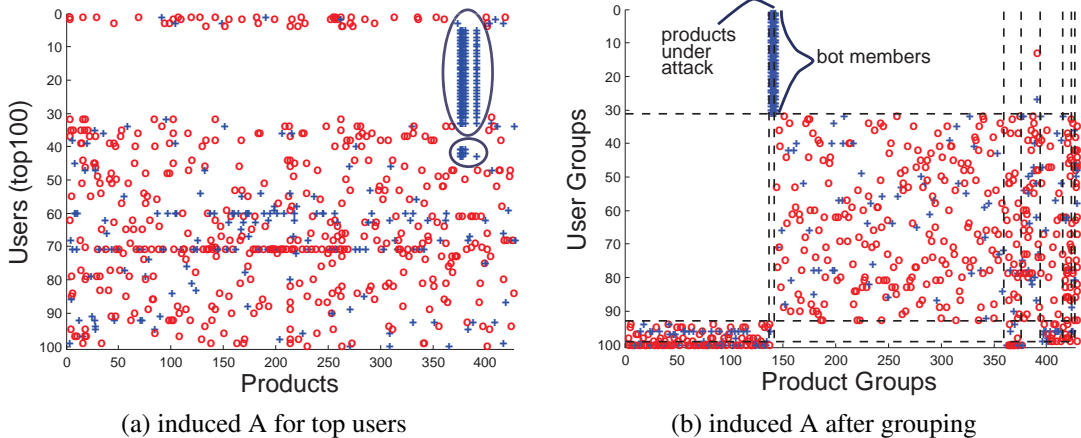 0
10
20
30
40
50
60
70
80
90
100
Users (top100)
0 50 100 150 200 250 300 350 400
Products
(a) induced A for top users
0
10
20
30
40
50
60
70
80
90
100
User Groups
products
under
attack
bot members
0 50 100 150 200 250 300 350 400
Product Groups
(b) induced A after grouping